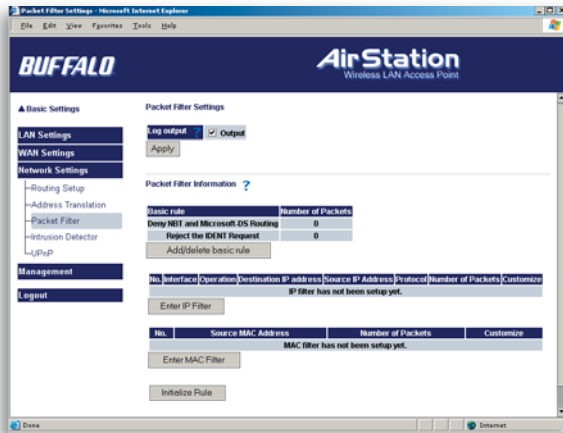 Packet Filter Settings - Microsoft Internet Explorer
File Edit View Favorites Tools Help
BUFFALO
AirStation
Wireless LAN Access Point
▲Basic Settings
LAN Settings
WAN Settings
Network Settings
Routing Setup
Address Translation
Packet Filter
Intrusion Detector
UPnP
Management
Logout
Packet Filter Settings
Log output ? Output
Apply
Packet Filter Information ?
Basic rule Number of Packets
Deny NBT and Microsoft-DS Routing 0
Reject the IDENT Request 0
Add/delete basic rule
No. Interface Operation Destination IP address Source IP Address Protocol Number of Packets Customize
IP filter has not been setup yet.
Enter IP Filter
No. Source MAC Address Number of Packets Customize
MAC filter has not been setup yet.
Enter MAC Filter
Initialize Rule
Done Internet